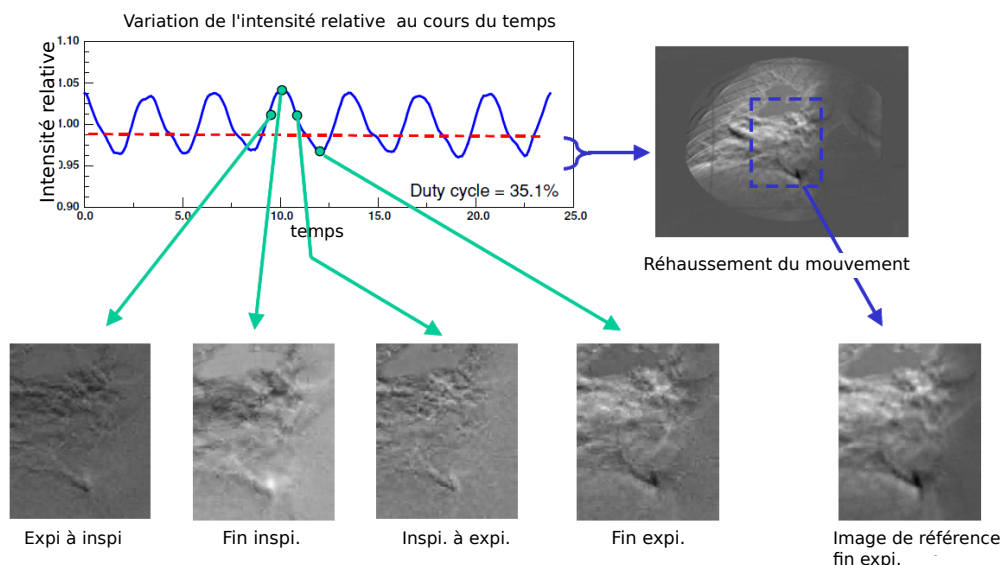 Variation de l'intensité relative au cours du temps
Intensité relative
1.10
1.05
1.00
0.95
0.90
Duty cycle = 35.1%
0.0 5.0 10.0 15.0 20.0 25.0
temps
Réhaussement du mouvement
Expi à inspi
Fin inspi.
Inspi. à expi.
Fin expi.
Image de référence
fin expi.